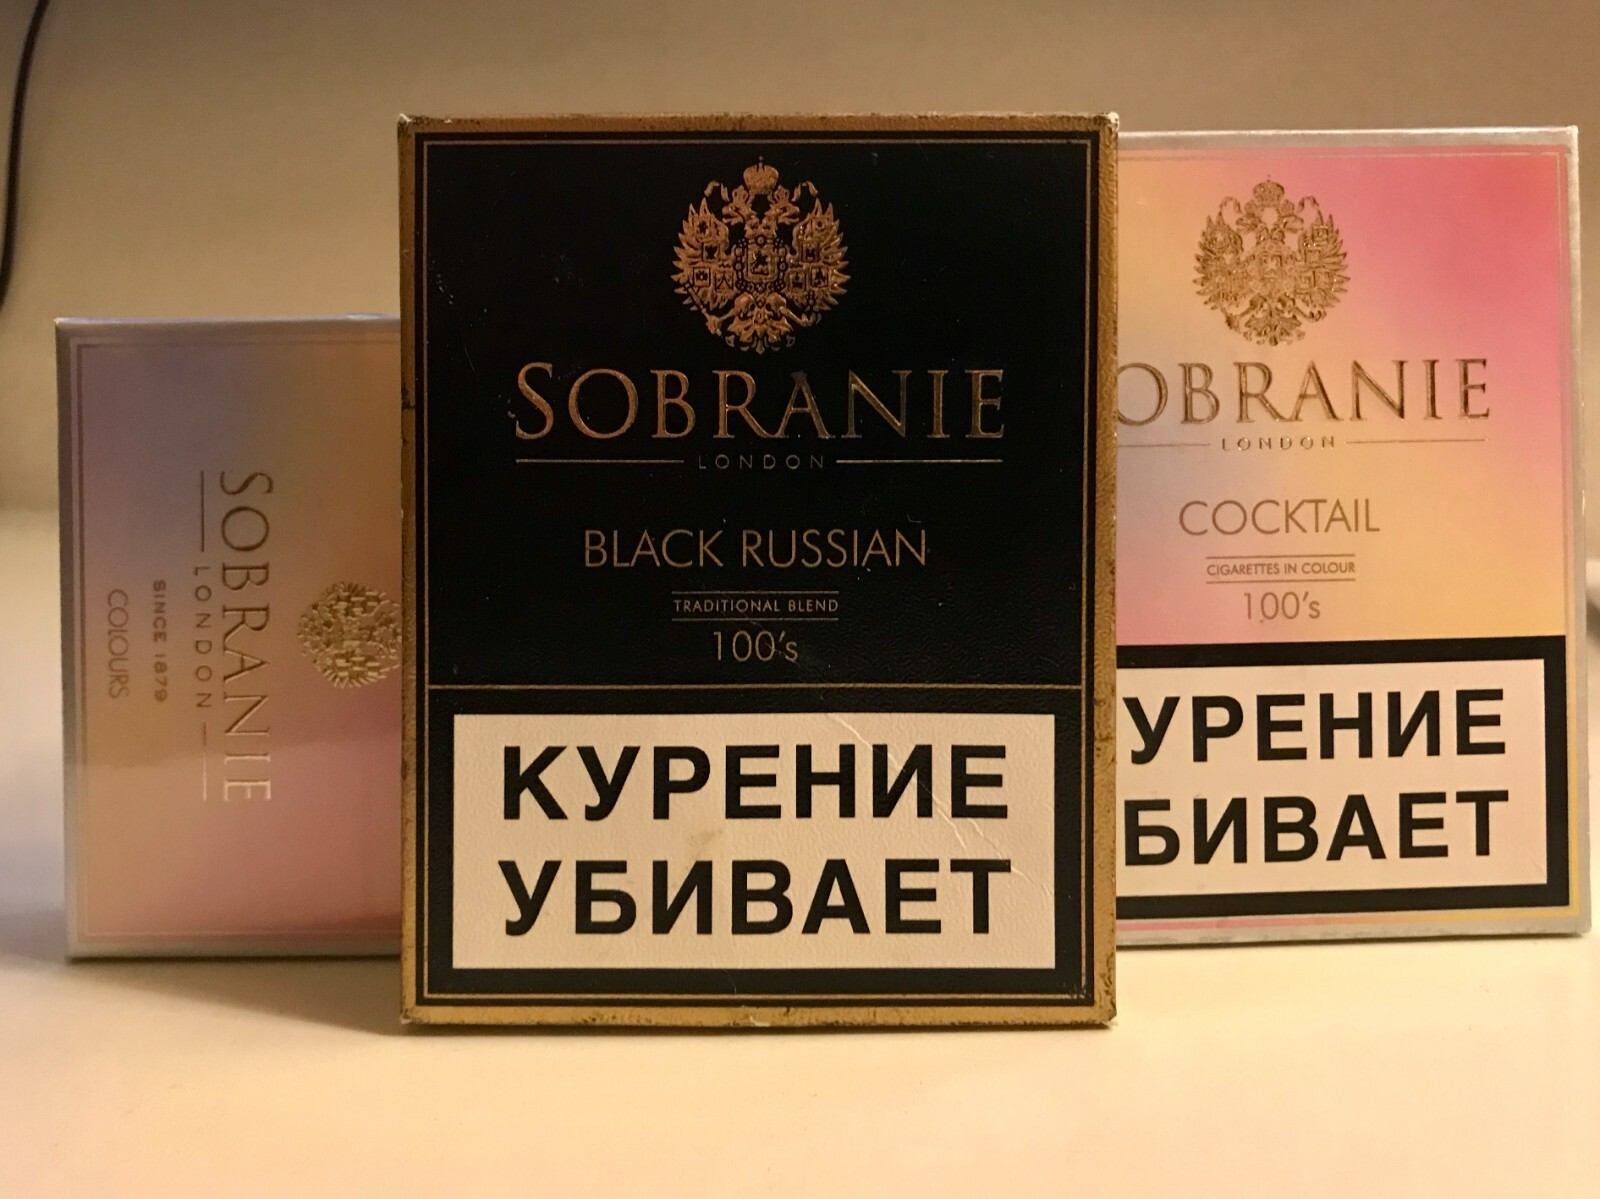 SOBRANIE
LONDON
SINCE 1879
COLOURS
SOBRANIE
LONDON
BLACK RUSSIAN
TRADITIONAL BLEND
100's
КУРЕНИЕ
УБИВАЕТ
OBRANIE
LONDON
COCKTAIL
CIGARETTES IN COLOUR
100's
УРЕНИЕ
БИВАЕТ